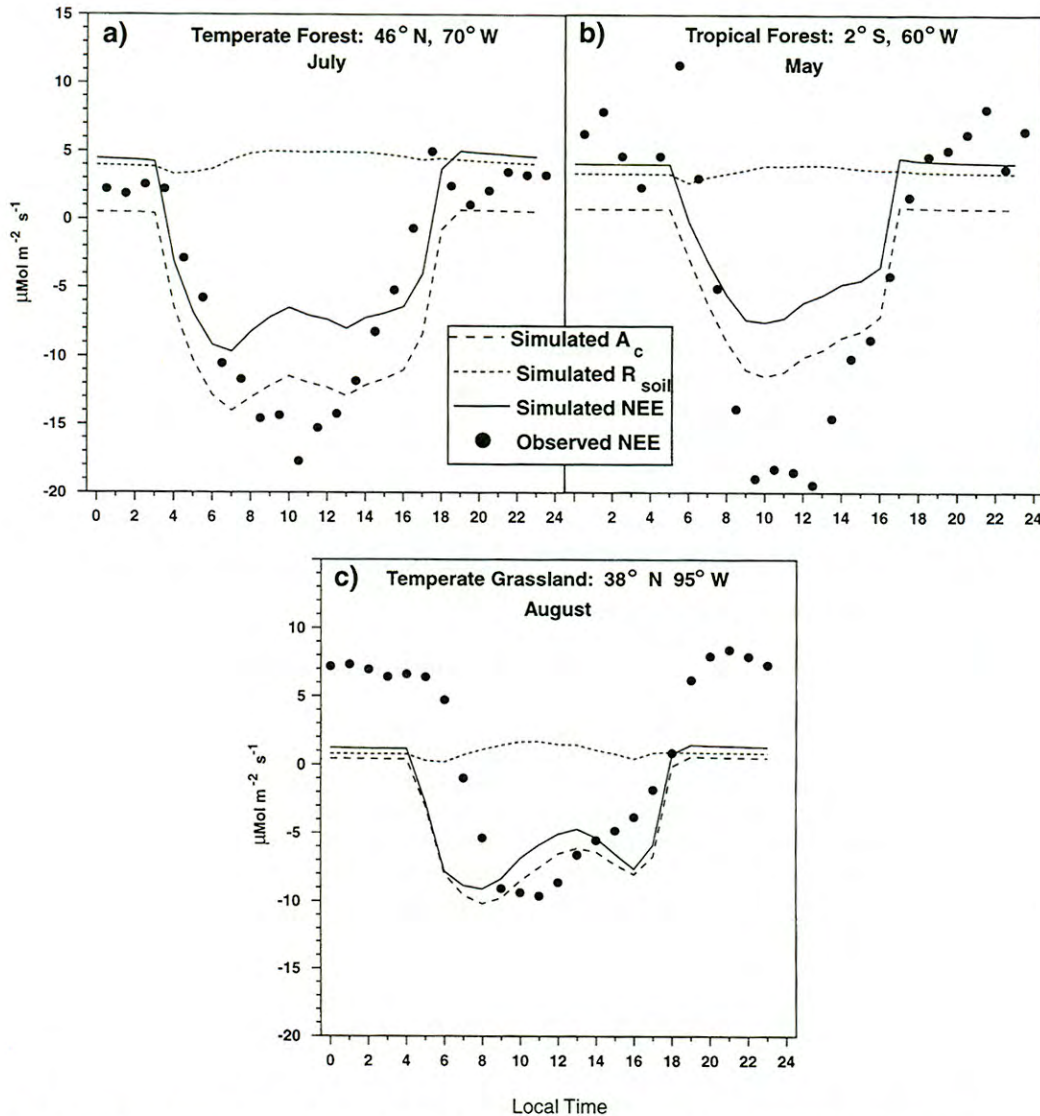 a) Temperate Forest: 46° N, 70° W
July
b) Tropical Forest: 2° S, 60° W
May
15
10
5
0
-5
-10
-15
-20
μMol m⁻² s⁻¹
0 2 4 6 8 10 12 14 16 18 20 22 24
0 2 4 6 8 10 12 14 16 18 20 22 24
Simulated A_c
Simulated R_soil
Simulated NEE
Observed NEE
c) Temperate Grassland: 38° N 95° W
August
10
5
0
-5
-10
-15
-20
μMol m⁻² s⁻¹
0 2 4 6 8 10 12 14 16 18 20 22 24
Local Time